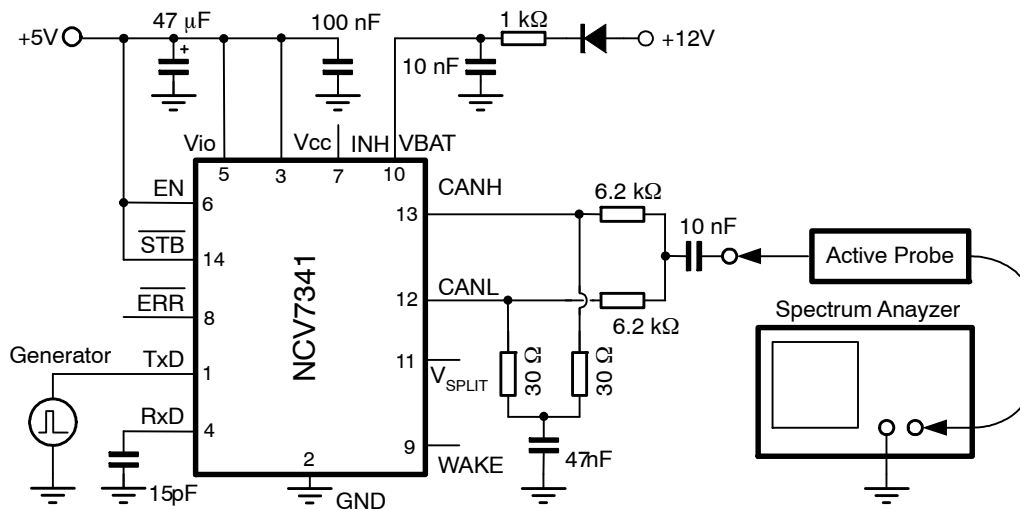 +5V
47 μF
+
100 nF
1 kΩ
+12V
10 nF
Vio
Vcc
INH
VBAT
5
3
7
10
EN
6
STB
14
ERR
8
Generator
TxD
1
RxD
4
15pF
NCV7341
2
GND
CANH
13
CANL
12
11
VSPLIT
9
WAKE
6.2 kΩ
6.2 kΩ
10 nF
30 Ω
30 Ω
47nF
Active Probe
Spectrum Anayzer